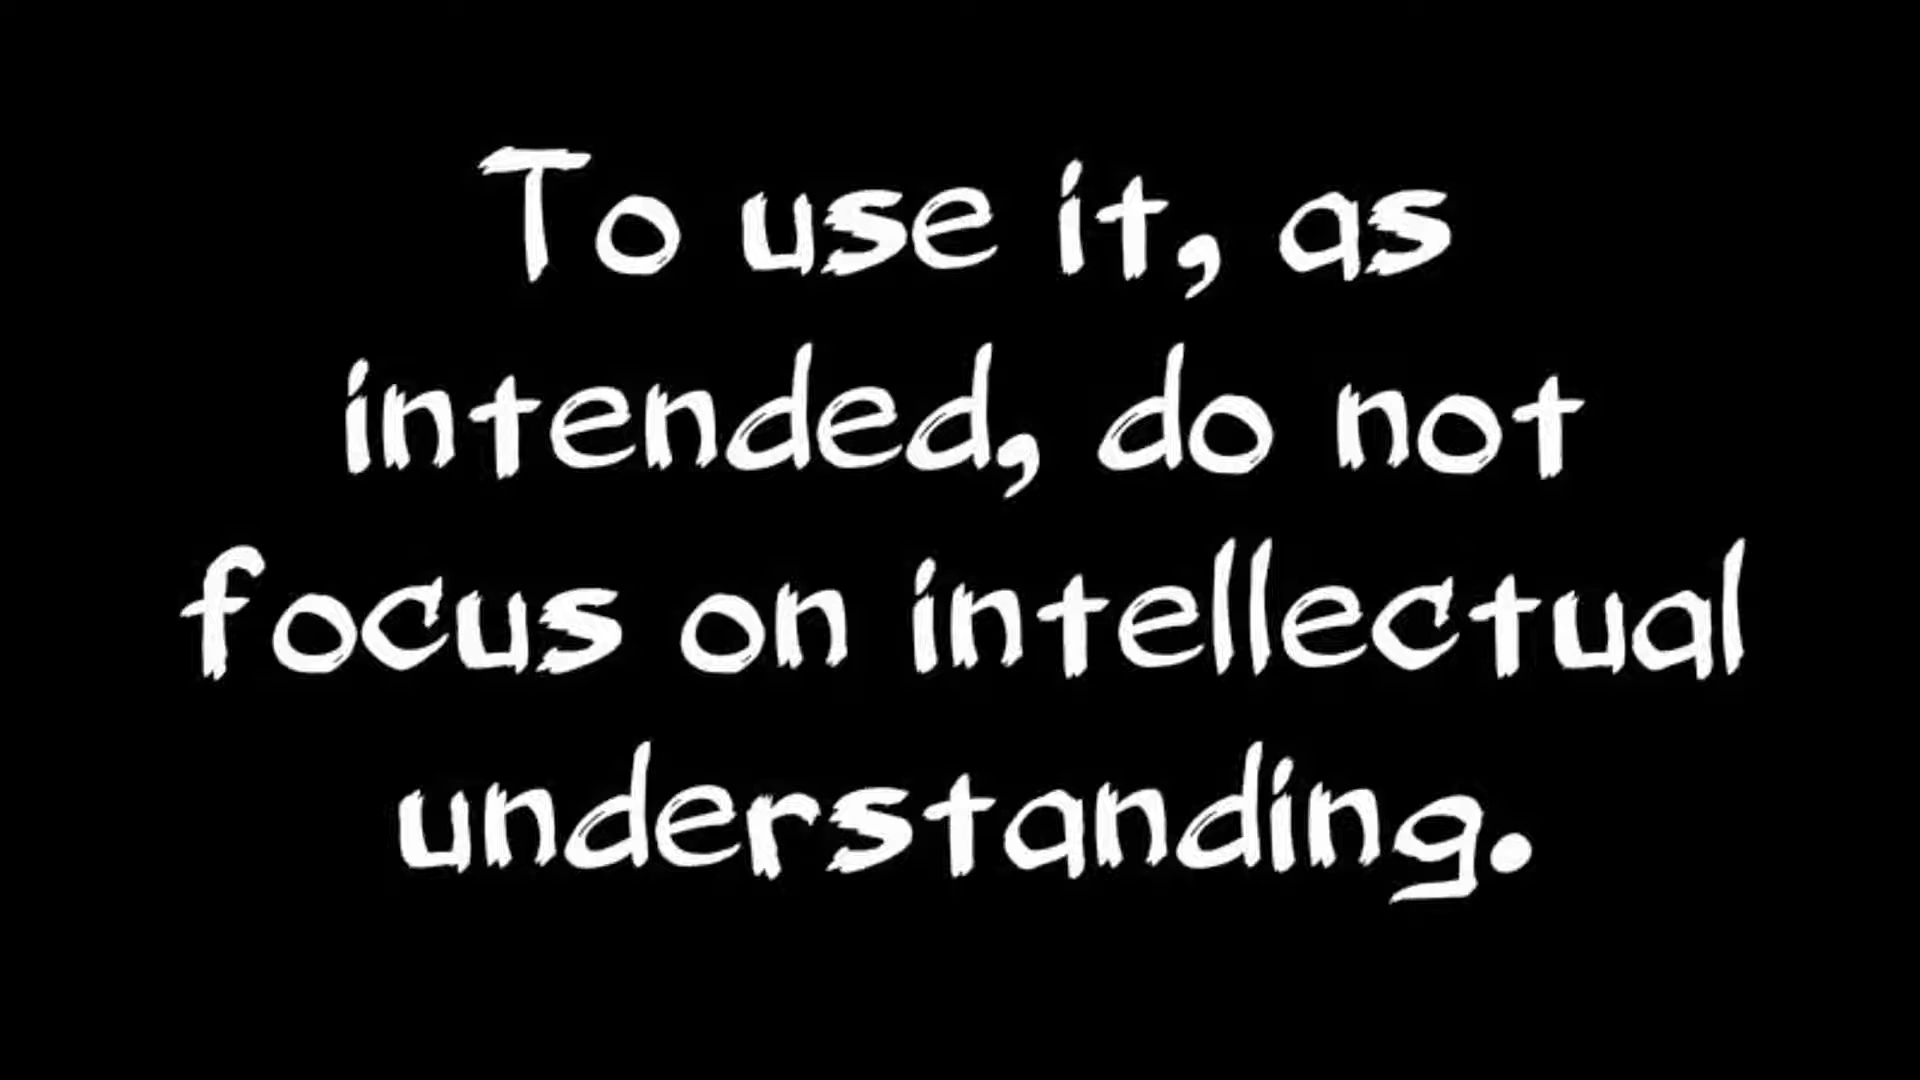 To use it, as
intended, do not
focus on intellectual
understanding.